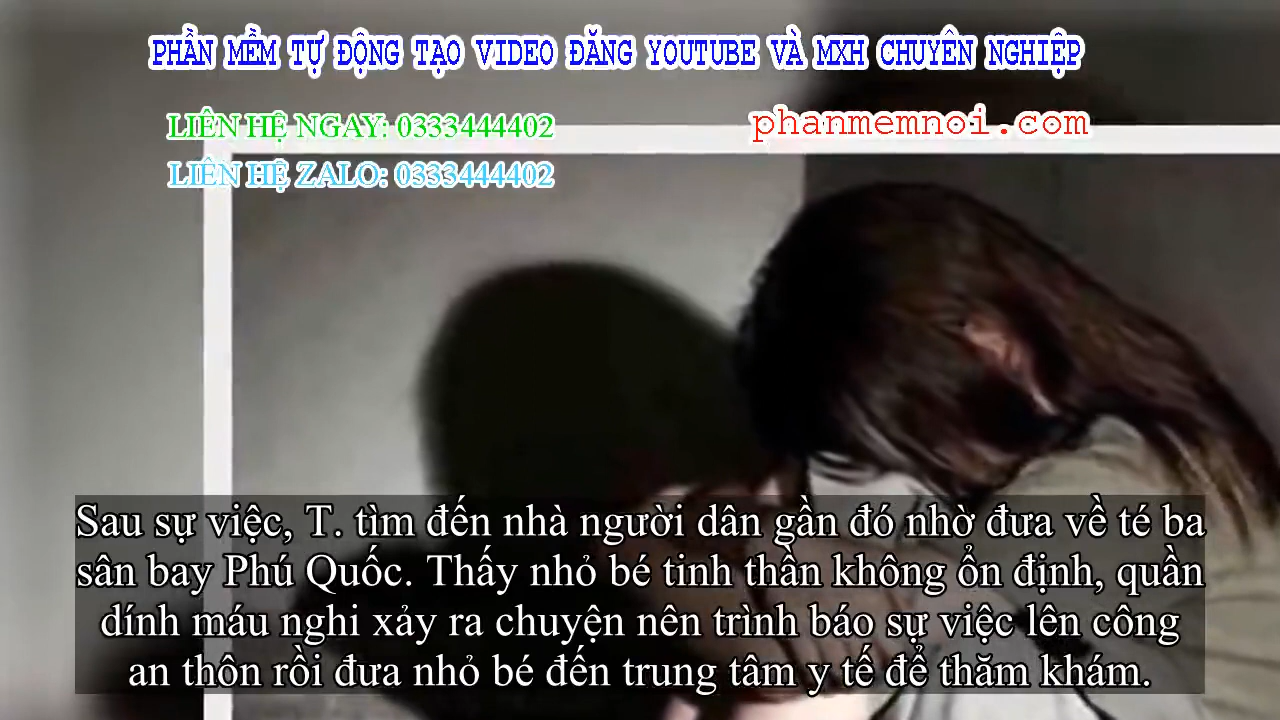 PHẦN MỀM TỰ ĐỘNG TẠO VIDEO ĐĂNG YOUTUBE VÀ MXH CHUYÊN NGHIỆP
LIÊN HỆ NGAY: 0333444402
phanmemnoi.com
LIÊN HỆ ZALO: 0333444402
Sau sự việc, T. tìm đến nhà người dân gần đó nhờ đưa về té ba
sân bay Phú Quốc. Thấy nhỏ bé tinh thần không ổn định, quần
dính máu nghi xảy ra chuyện nên trình báo sự việc lên công
an thôn rồi đưa nhỏ bé đến trung tâm y tế để thăm khám.